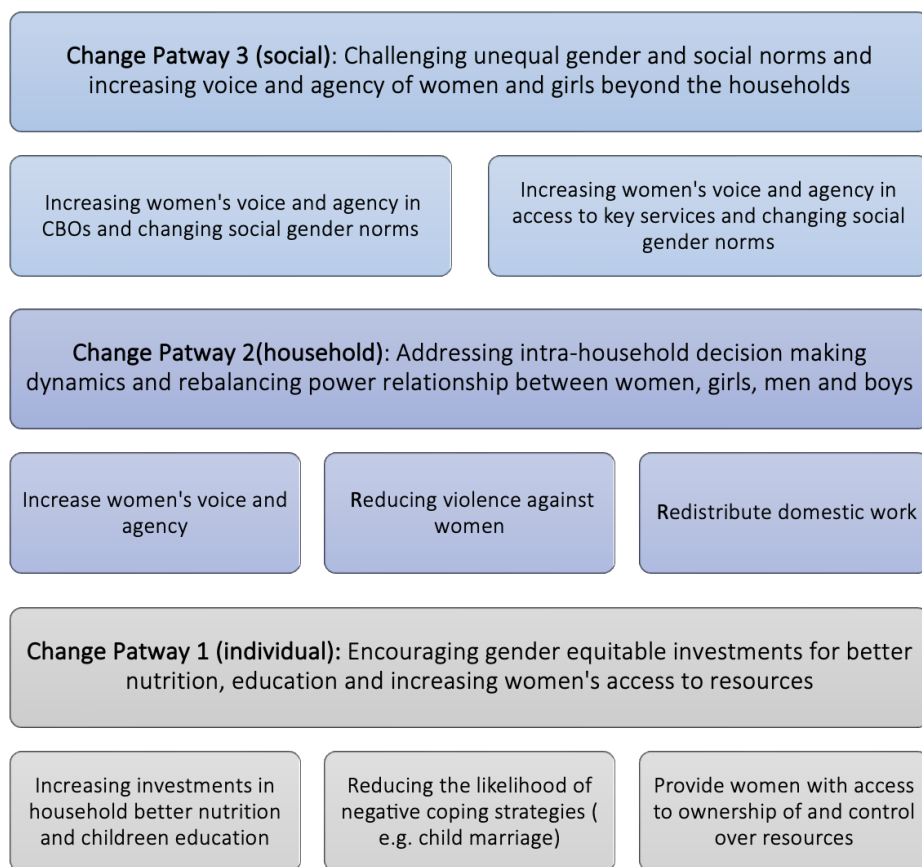 Change Patway 3 (social): Challenging unequal gender and social norms and
increasing voice and agency of women and girls beyond the households
Increasing women's voice and agency in
CBOs and changing social gender norms
Increasing women's voice and agency in
access to key services and changing social
gender norms
Change Patway 2(household): Addressing intra-household decision making
dynamics and rebalancing power relationship between women, girls, men and boys
Increase women's voice and
agency
Reducing violence against
women
Redistribute domestic work
Change Patway 1 (individual): Encouraging gender equitable investments for better
nutrition, education and increasing women's access to resources
Increasing investments in
household better nutrition
and childreen education
Reducing the likelihood of
negative coping strategies (
e.g. child marriage)
Provide women with access
to ownership of and control
over resources